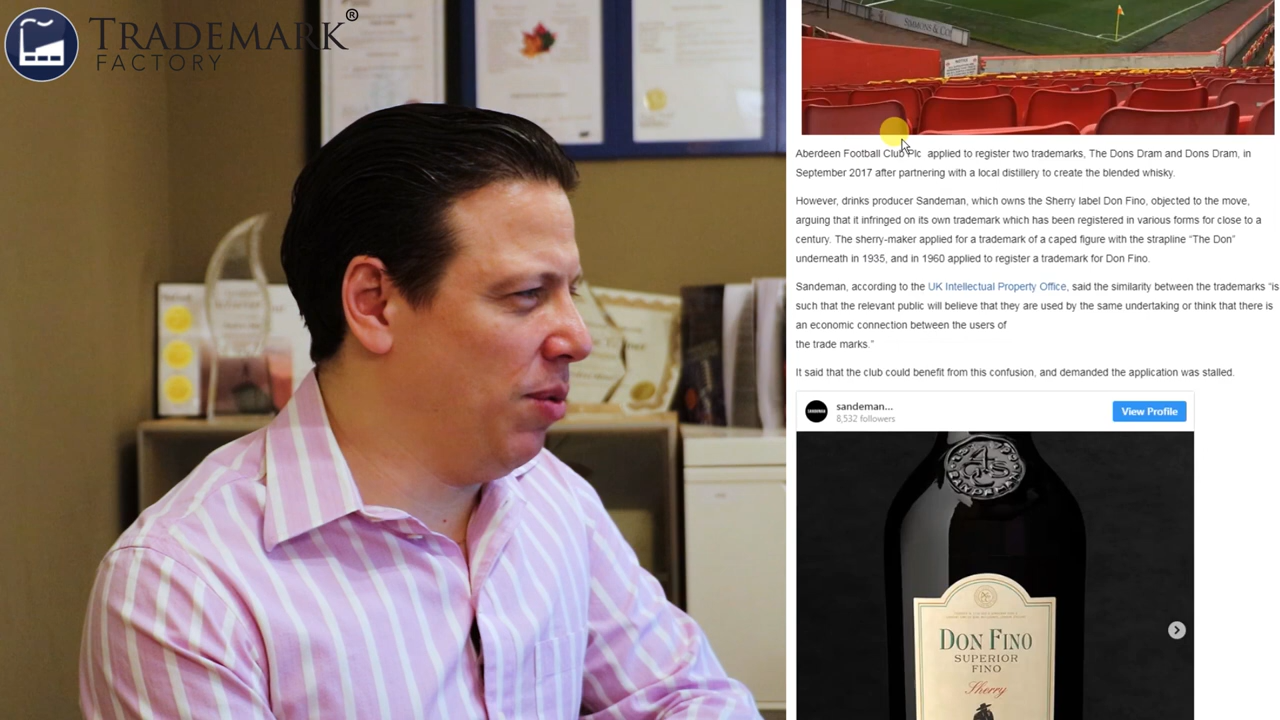 TRADEMARK®
FACTORY
SIMMONS & CO
Aberdeen Football Club Plc applied to register two trademarks, The Dons Dram and Dons Dram, in
September 2017 after partnering with a local distillery to create the blended whisky.
However, drinks producer Sandeman, which owns the Sherry label Don Fino, objected to the move,
arguing that it infringed on its own trademark which has been registered in various forms for close to a
century. The sherry-maker applied for a trademark of a caped figure with the strapline “The Don”
underneath in 1935, and in 1960 applied to register a trademark for Don Fino.
Sandeman, according to the UK Intellectual Property Office, said the similarity between the trademarks “is
such that the relevant public will believe that they are used by the same undertaking or think that there is
an economic connection between the users of
the trade marks.”
It said that the club could benefit from this confusion, and demanded the application was stalled.
sandeman...
8,532 followers
View Profile
DON FINO
SUPERIOR
FINO
Sherry